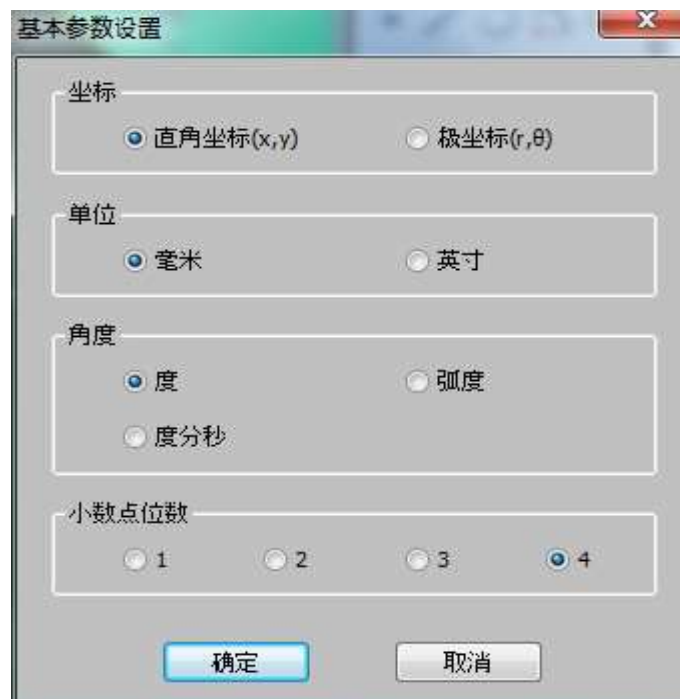 基本参数设置
坐标
直角坐标(x,y) 极坐标(r,θ)
单位
毫米 英寸
角度
度 弧度
度分秒
小数点位数
1 2 3 4
确定 取消